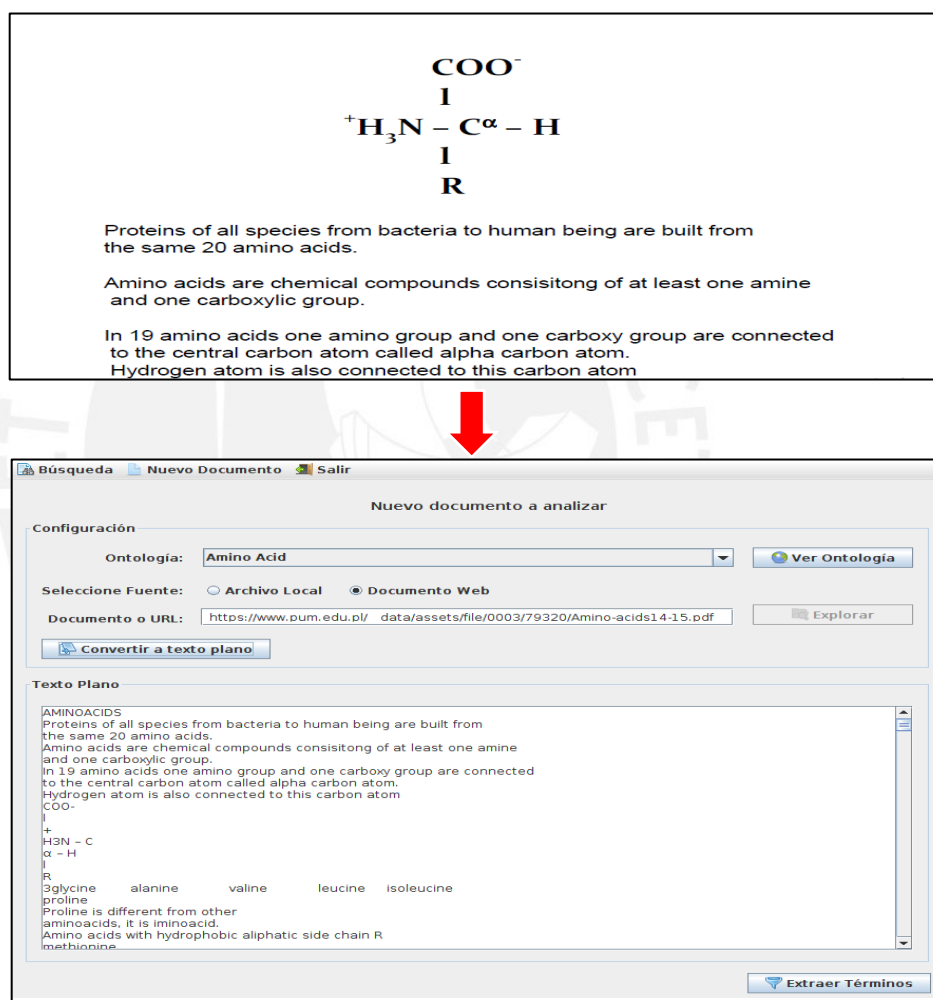 COO-
l
+H3N – Cα – H
l
R
Proteins of all species from bacteria to human being are built from
the same 20 amino acids.
Amino acids are chemical compounds consisitong of at least one amine
and one carboxylic group.
In 19 amino acids one amino group and one carboxy group are connected
to the central carbon atom called alpha carbon atom.
Hydrogen atom is also connected to this carbon atom
Búsqueda Nuevo Documento Salir
Nuevo documento a analizar
Configuración
Ontología: Amino Acid Ver Ontología
Seleccione Fuente: Archivo Local Documento Web
Documento o URL: https://www.pum.edu.pl/ data/assets/file/0003/79320/Amino-acids14-15.pdf Explorar
Convertir a texto plano
Texto Plano
AMINOACIDS
Proteins of all species from bacteria to human being are built from
the same 20 amino acids.
Amino acids are chemical compounds consisitong of at least one amine
and one carboxylic group.
In 19 amino acids one amino group and one carboxy group are connected
to the central carbon atom called alpha carbon atom.
Hydrogen atom is also connected to this carbon atom
COO-
l
+
H3N – C
α – H
l
R
3glycine alanine valine leucine isoleucine
proline
Proline is different from other
aminoacids, it is iminoacid.
Amino acids with hydrophobic aliphatic side chain R
methionine
Extraer Términos